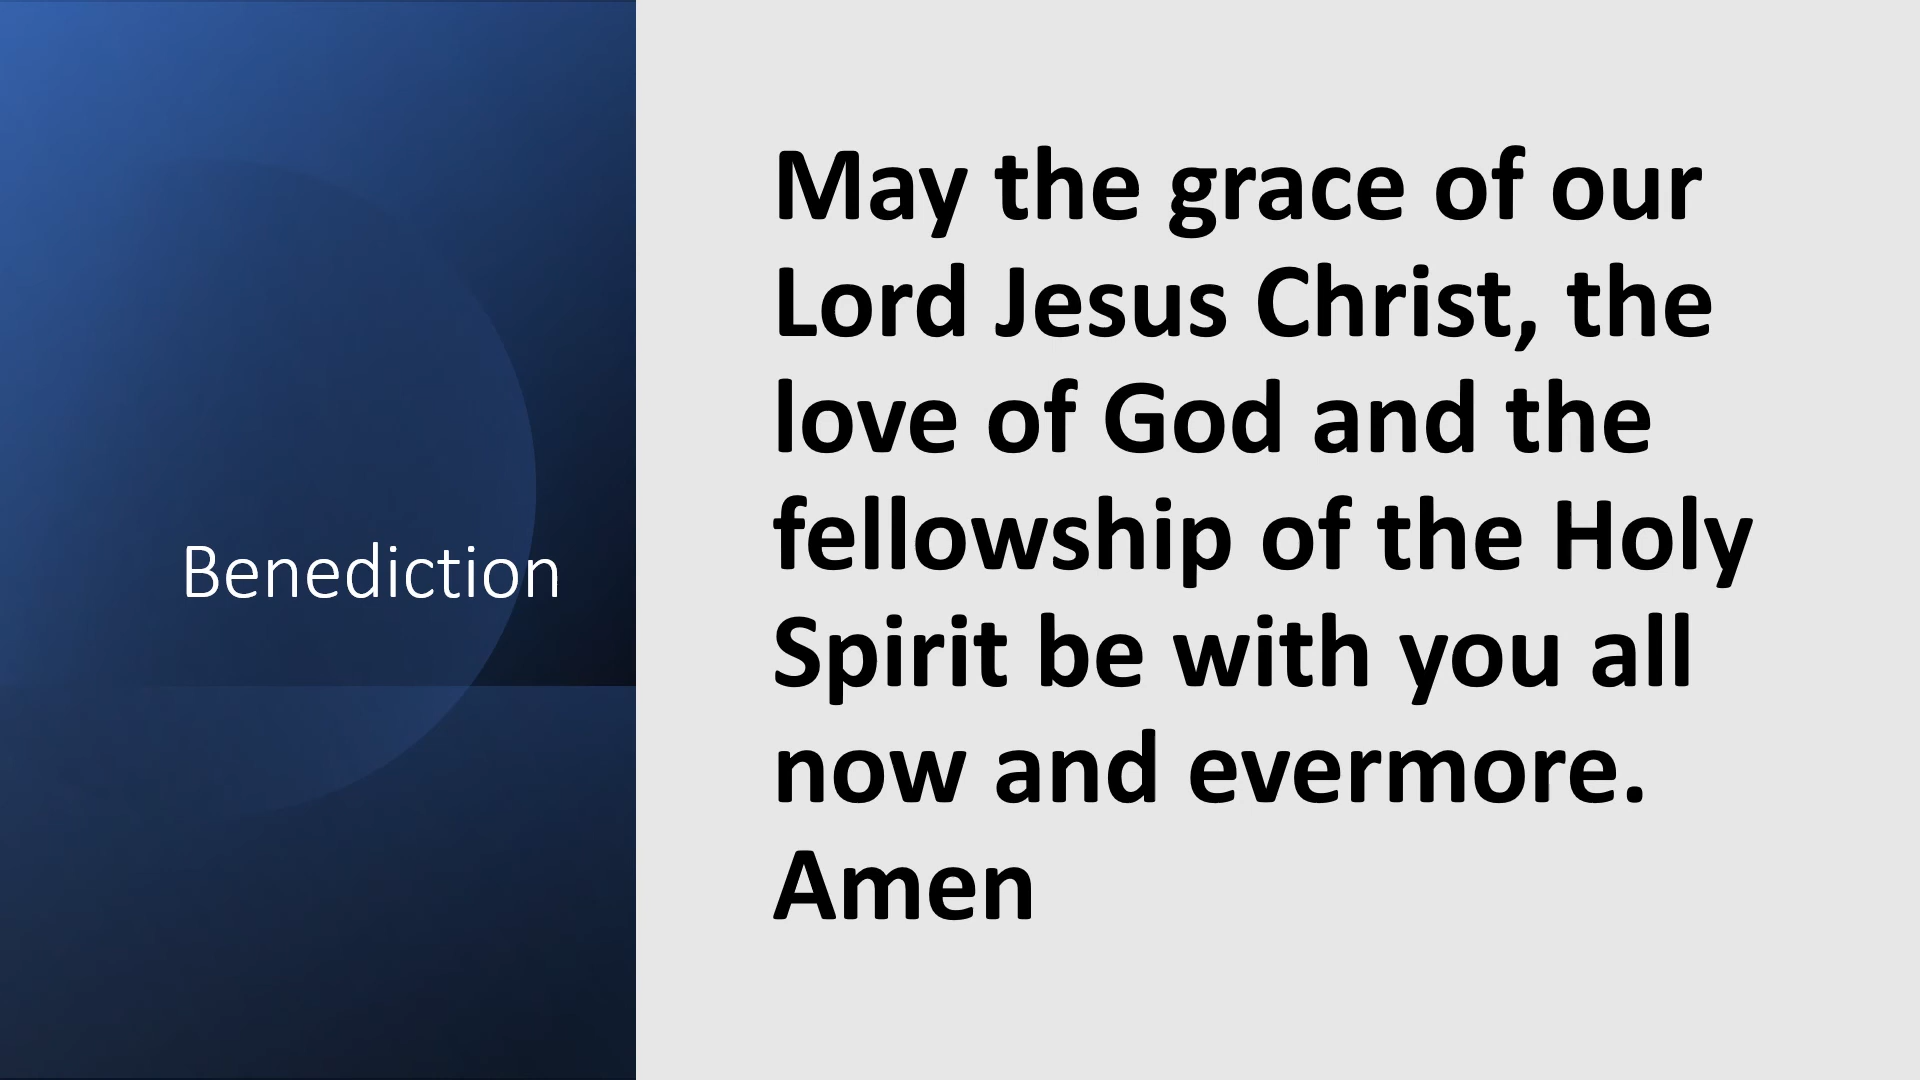 Benediction
May the grace of our
Lord Jesus Christ, the
love of God and the
fellowship of the Holy
Spirit be with you all
now and evermore.
Amen